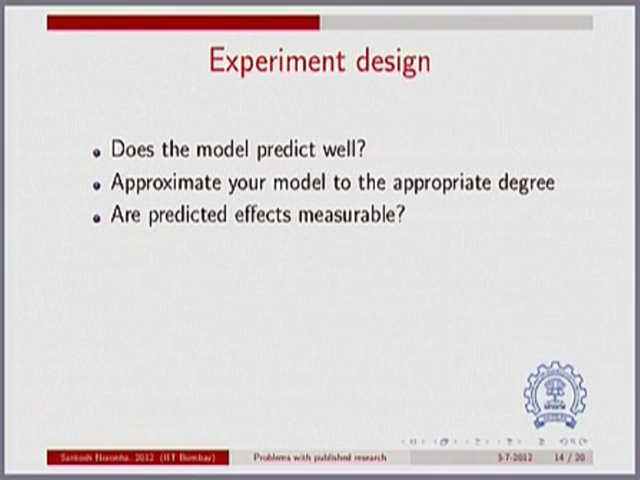 Experiment design
Does the model predict well?
Approximate your model to the appropriate degree
Are predicted effects measurable?
Santosh Noronha, 2012 (IIT Bombay) Problems with published research 3-7-2012 14 / 20